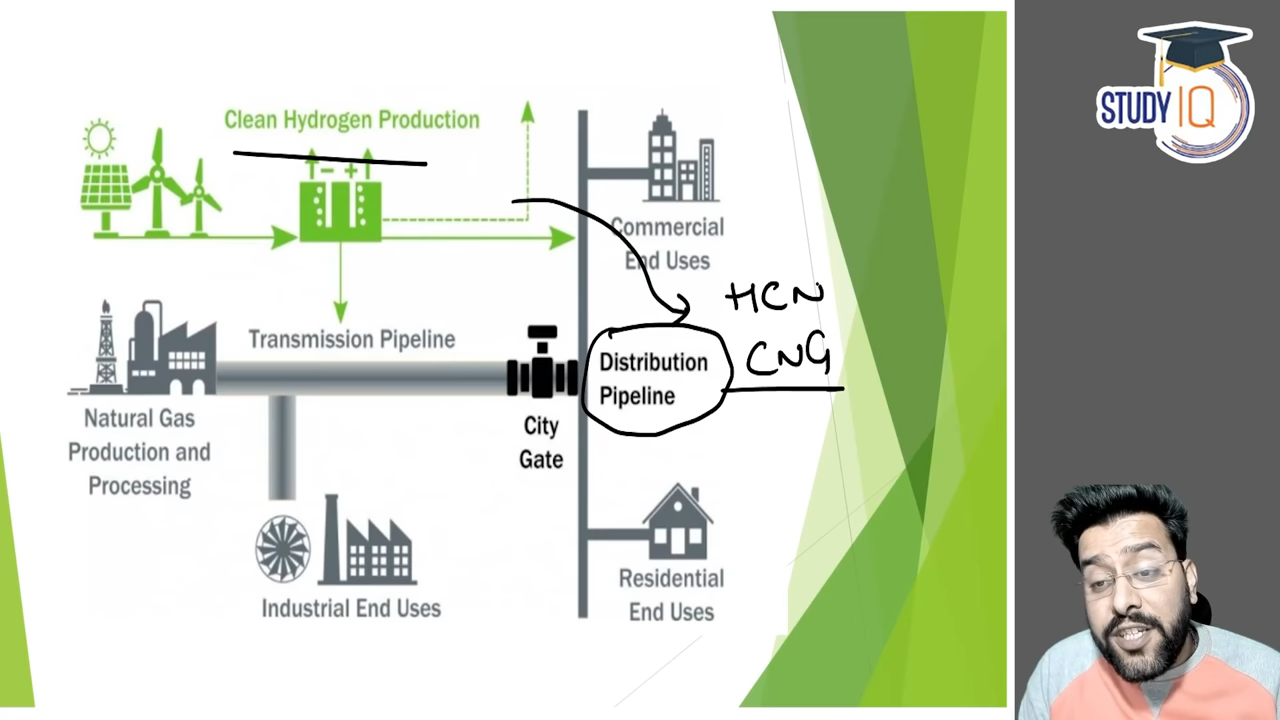 Clean Hydrogen Production
Commercial
End Uses
HCN
CNG
Transmission Pipeline
Distribution
Pipeline
City
Gate
Natural Gas
Production and
Processing
Industrial End Uses
Residential
End Uses
STUDY IQ